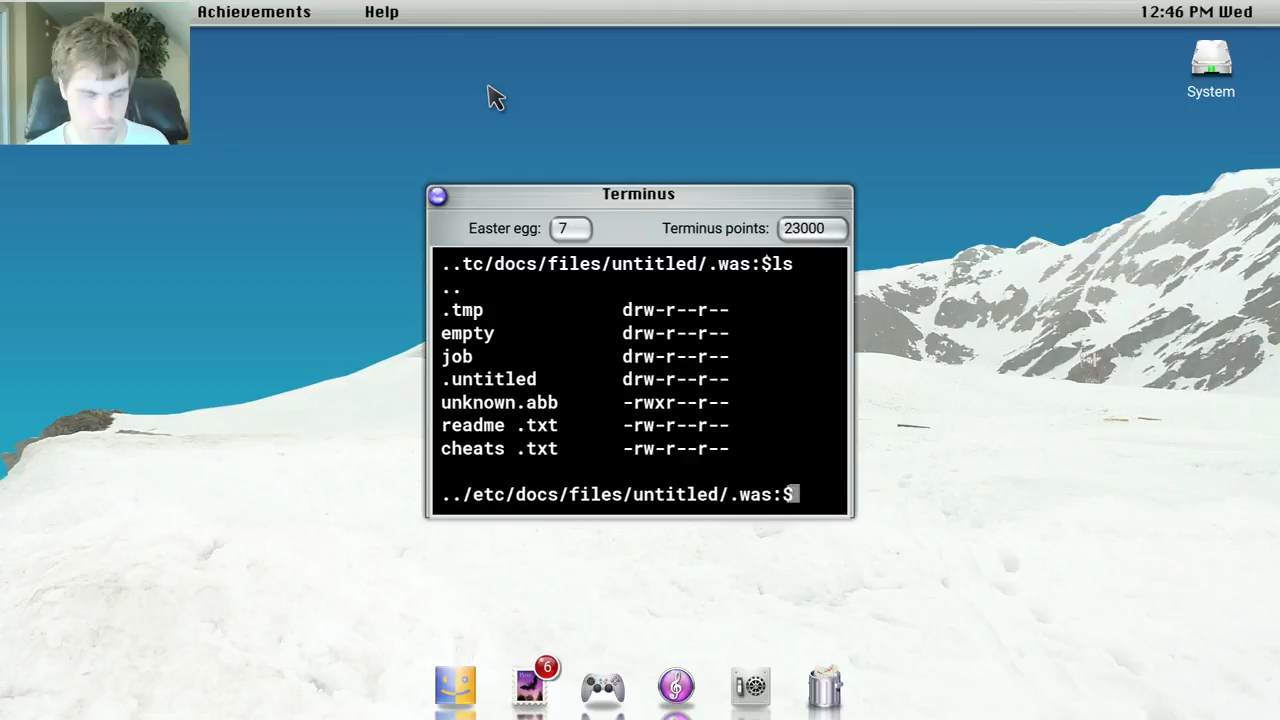 Achievements Help 12:46 PM Wed
System
Terminus
Easter egg: 7 Terminus points: 23000
..tc/docs/files/untitled/.was:$ls
..
.tmp drw-r--r--
empty drw-r--r--
job drw-r--r--
.untitled drw-r--r--
unknown.abb -rwxr--r--
readme .txt -rw-r--r--
cheats .txt -rw-r--r--
../etc/docs/files/untitled/.was:$
6